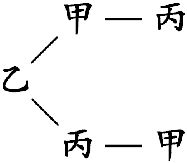 甲 — 丙
乙
丙 — 甲